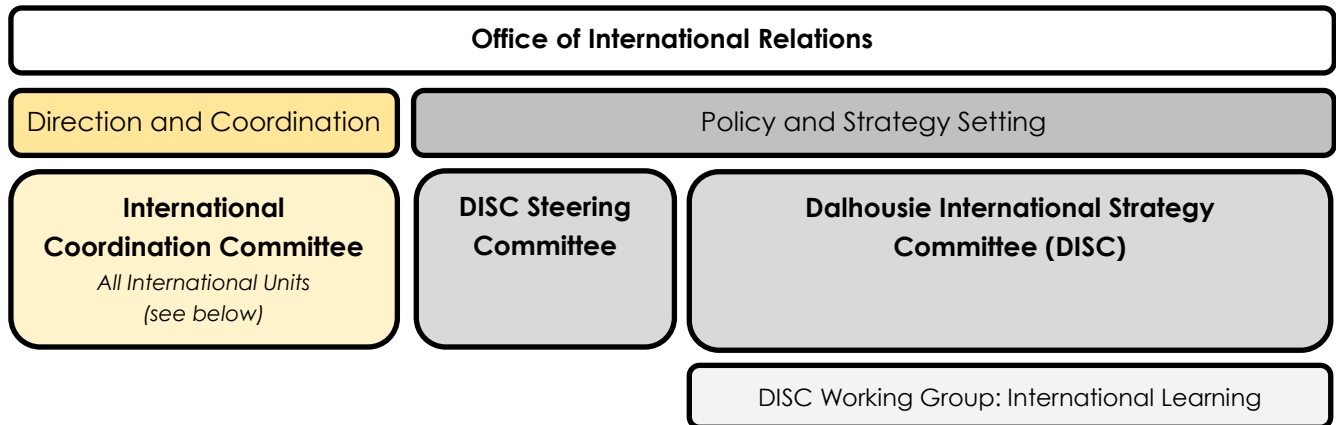 Office of International Relations
Direction and Coordination
Policy and Strategy Setting
International
Coordination Committee
All International Units
(see below)
DISC Steering
Committee
Dalhousie International Strategy
Committee (DISC)
DISC Working Group: International Learning